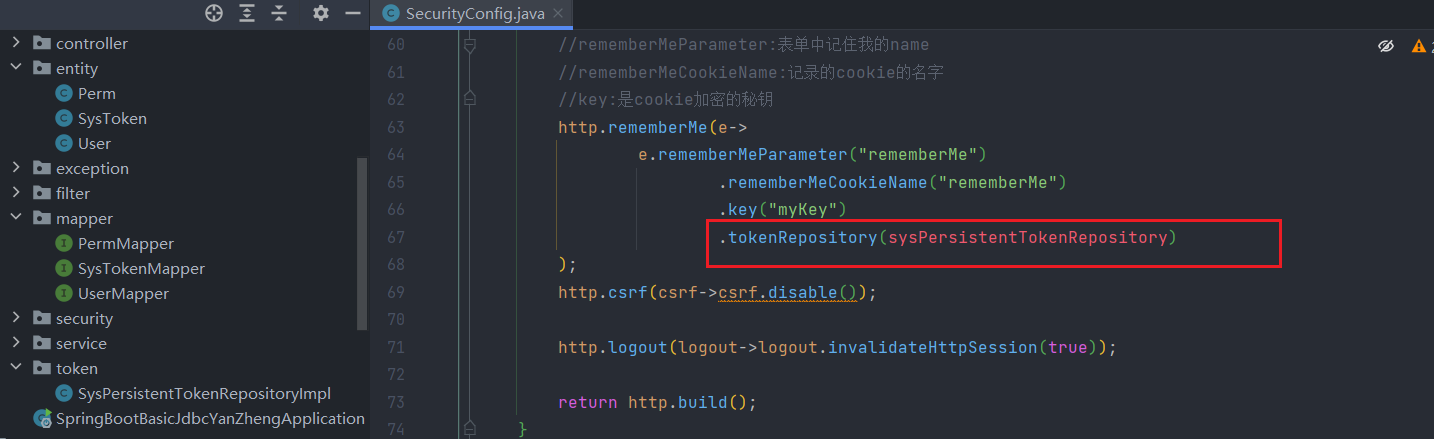 SecurityConfig.java
controller
entity
Perm
SysToken
User
exception
filter
mapper
PermMapper
SysTokenMapper
UserMapper
security
service
token
SysPersistentTokenRepositoryImpl
SpringBootBasicJdbcYanZhengApplication
60 //rememberMeParameter:表单中记住我的name
61 //rememberMeCookieName:记录的cookie的名字
62 //key:是cookie加密的秘钥
63 http.rememberMe(e->
64 e.rememberMeParameter("rememberMe")
65 .rememberMeCookieName("rememberMe")
66 .key("myKey")
67 .tokenRepository(sysPersistentTokenRepository)
68 );
69 http.csrf(csrf->csrf.disable());
70
71 http.logout(logout->logout.invalidateHttpSession(true));
72
73 return http.build();
74 }